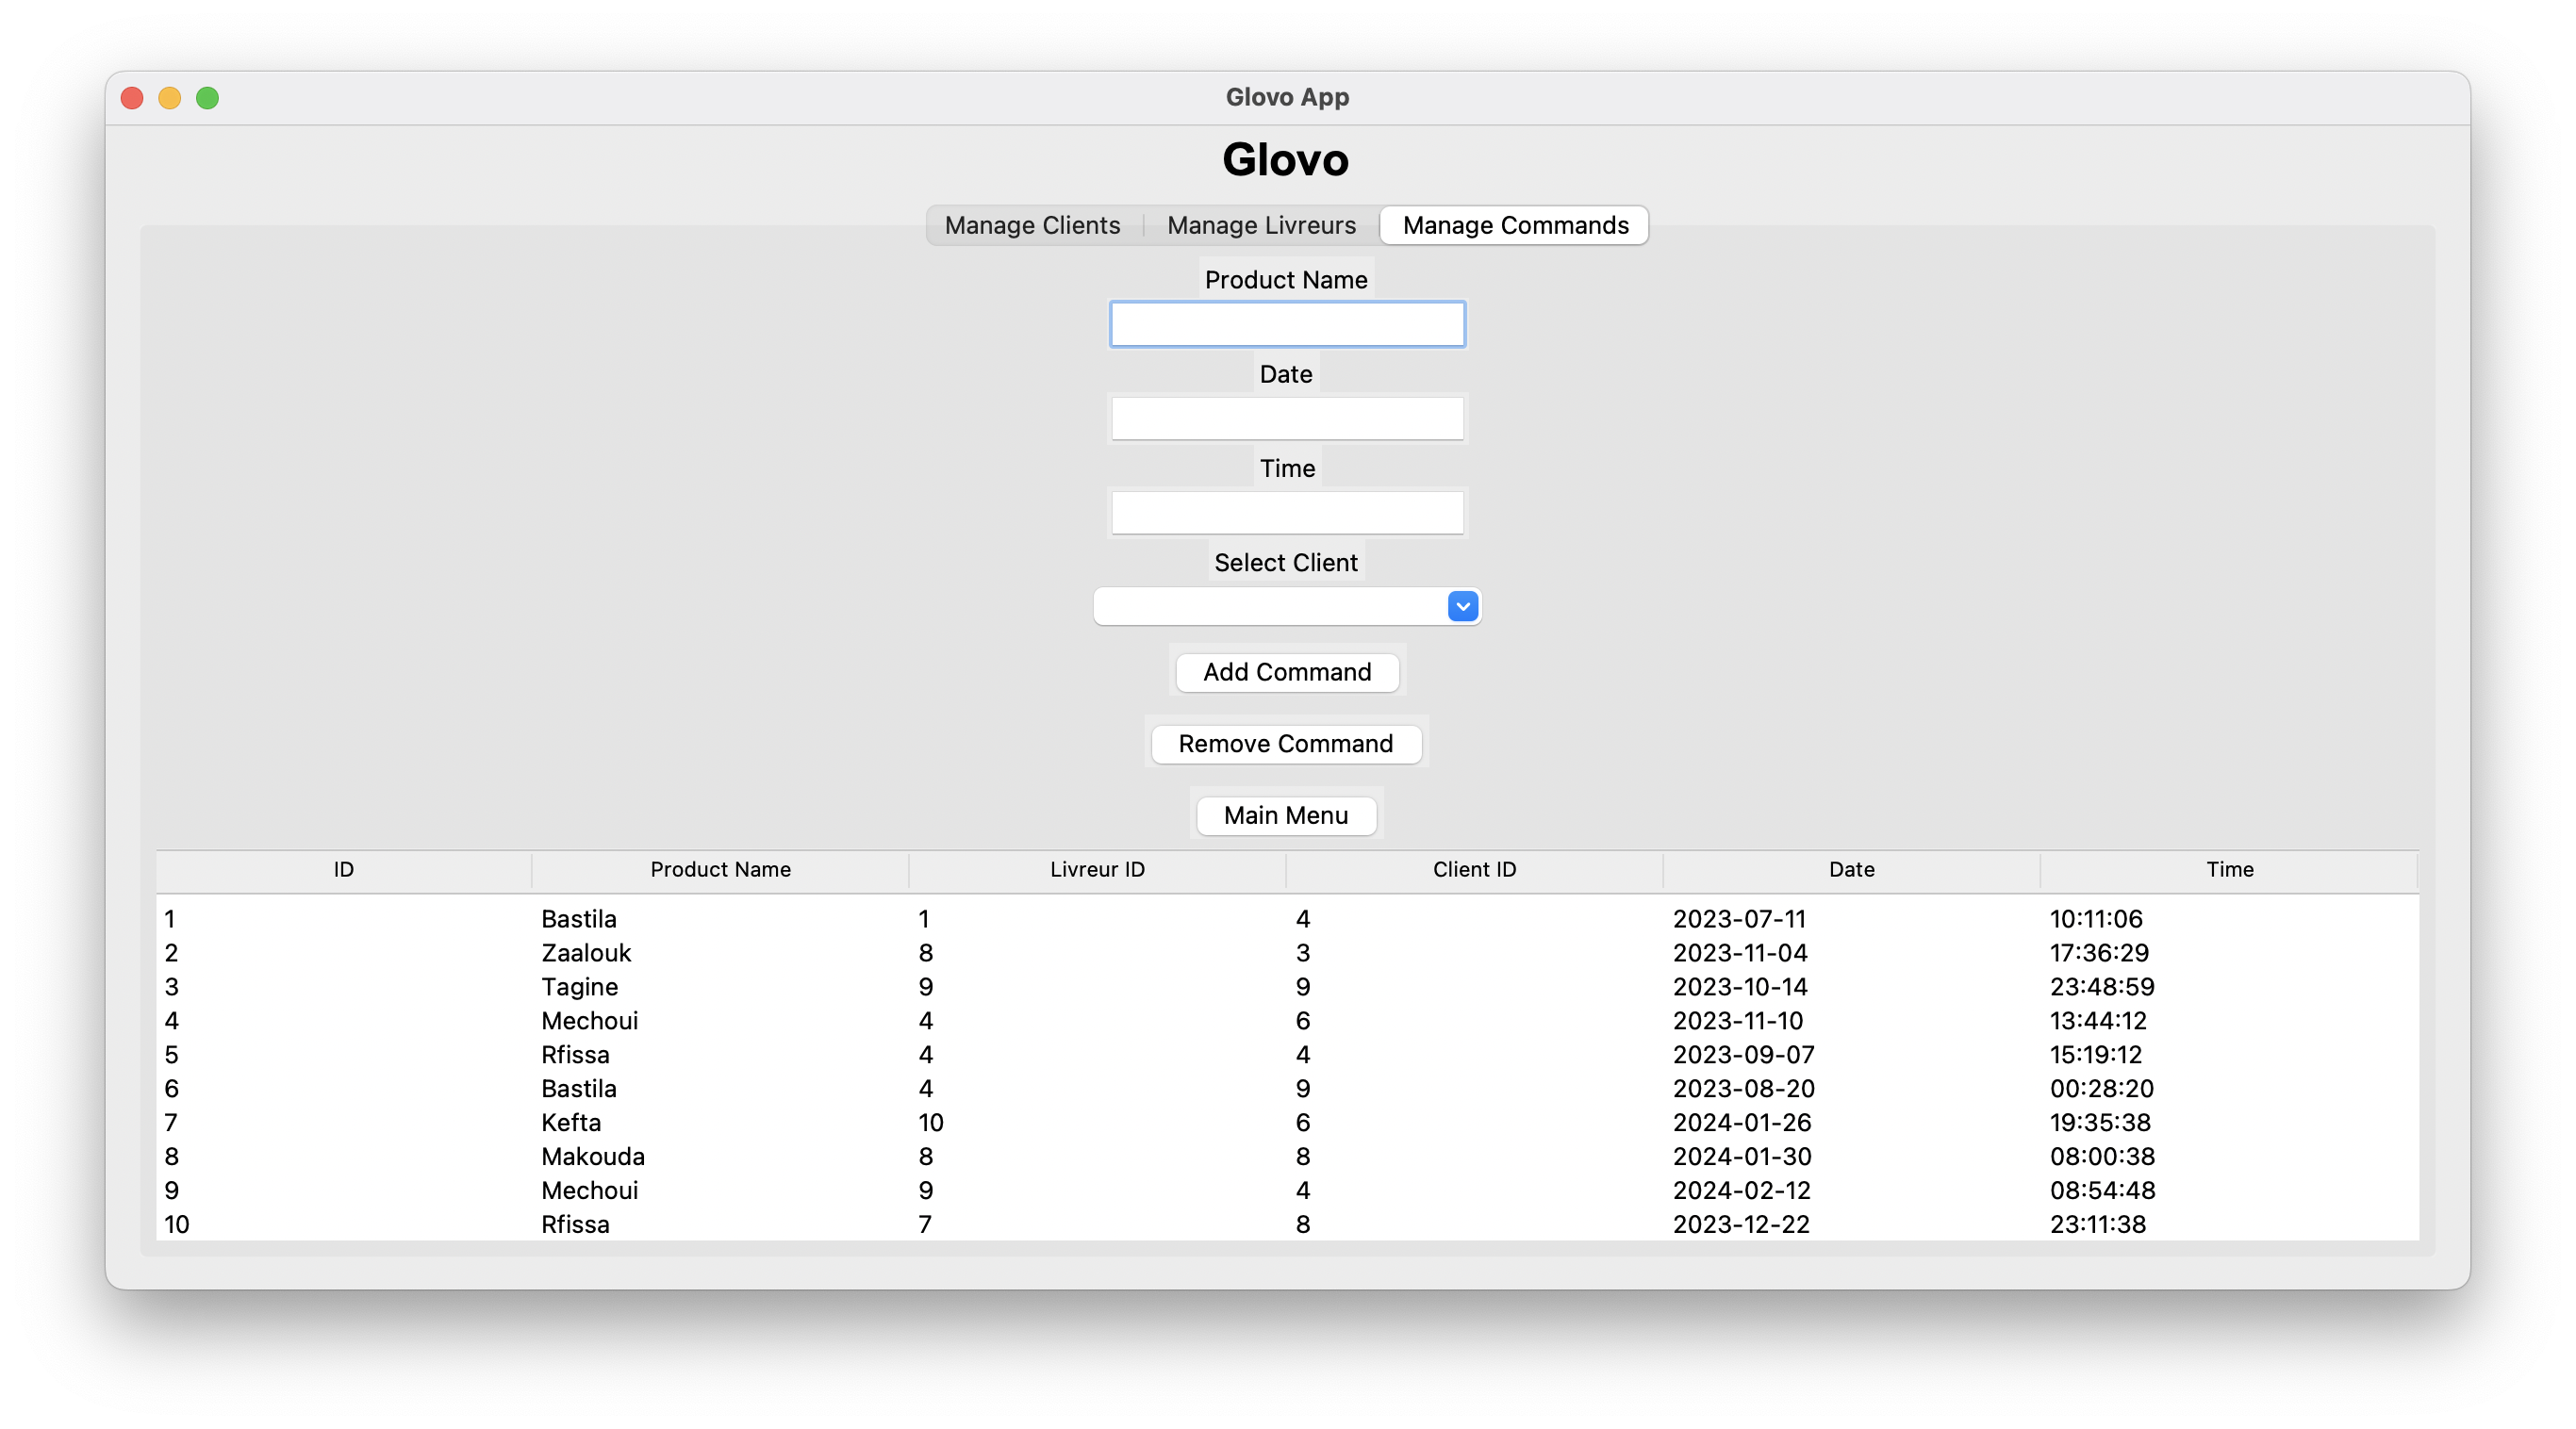 Glovo App
Glovo
Manage Clients Manage Livreurs Manage Commands
Product Name
Date
Time
Select Client
Add Command
Remove Command
Main Menu
ID Product Name Livreur ID Client ID Date Time
1 Bastila 1 4 2023-07-11 10:11:06
2 Zaalouk 8 3 2023-11-04 17:36:29
3 Tagine 9 9 2023-10-14 23:48:59
4 Mechoui 4 6 2023-11-10 13:44:12
5 Rfissa 4 4 2023-09-07 15:19:12
6 Bastila 4 9 2023-08-20 00:28:20
7 Kefta 10 6 2024-01-26 19:35:38
8 Makouda 8 8 2024-01-30 08:00:38
9 Mechoui 9 4 2024-02-12 08:54:48
10 Rfissa 7 8 2023-12-22 23:11:38